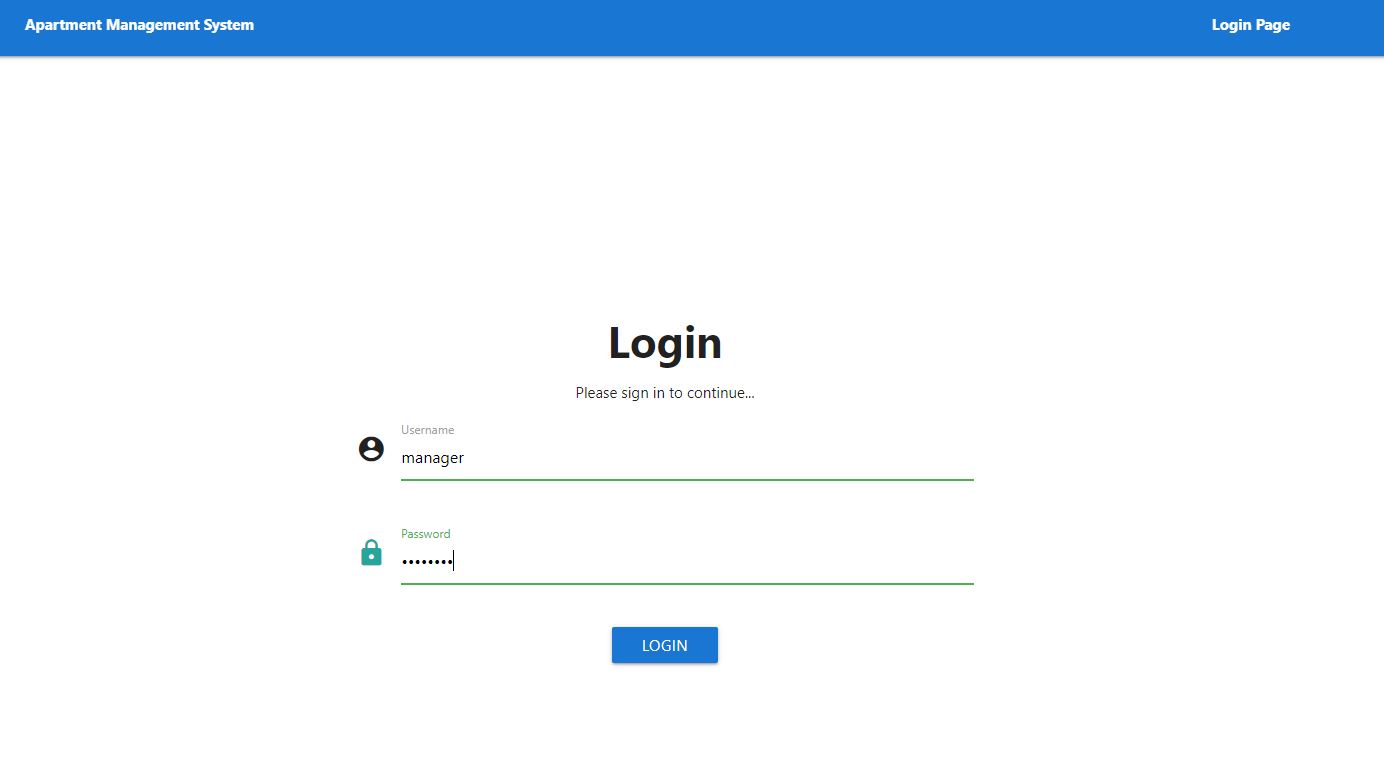 Apartment Management System
Login Page
Login
Please sign in to continue...
Username
manager
Password
••••••••
LOGIN